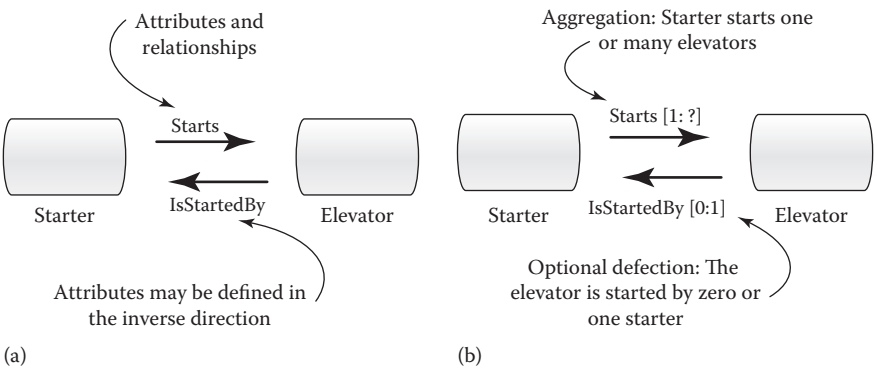 Attributes and
relationships
Starts
IsStartedBy
Starter
Elevator
Attributes may be defined in
the inverse direction
(a)
Aggregation: Starter starts one
or many elevators
Starts [1: ?]
IsStartedBy [0:1]
Starter
Elevator
Optional defection: The
elevator is started by zero or
one starter
(b)